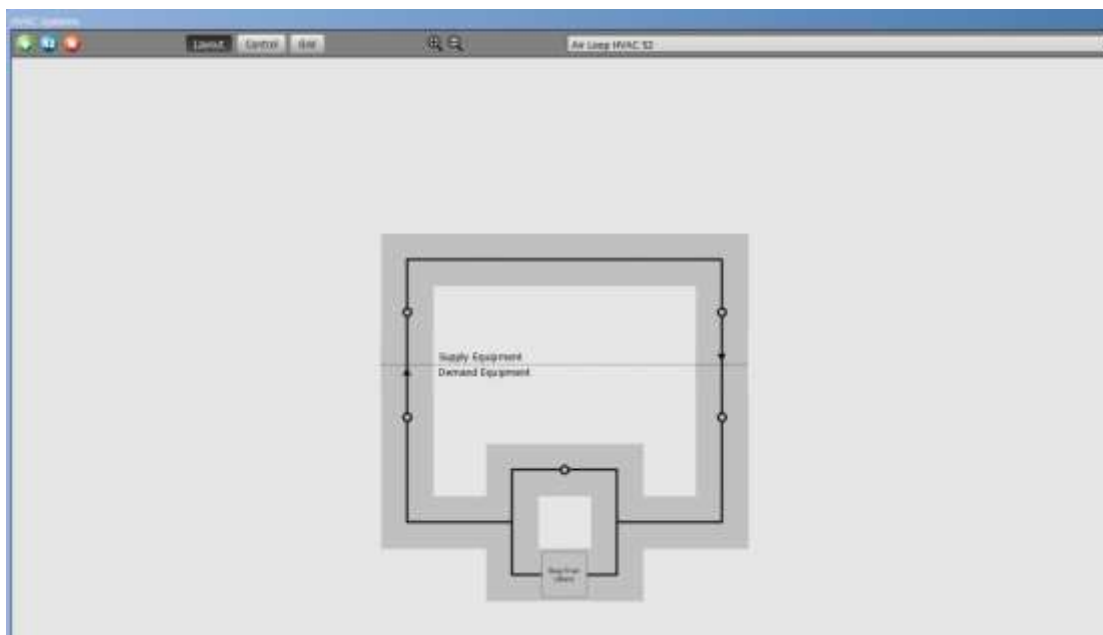 HVAC Systems
Layout Control Grid
Air Loop HVAC 52
Supply Equipment
Demand Equipment